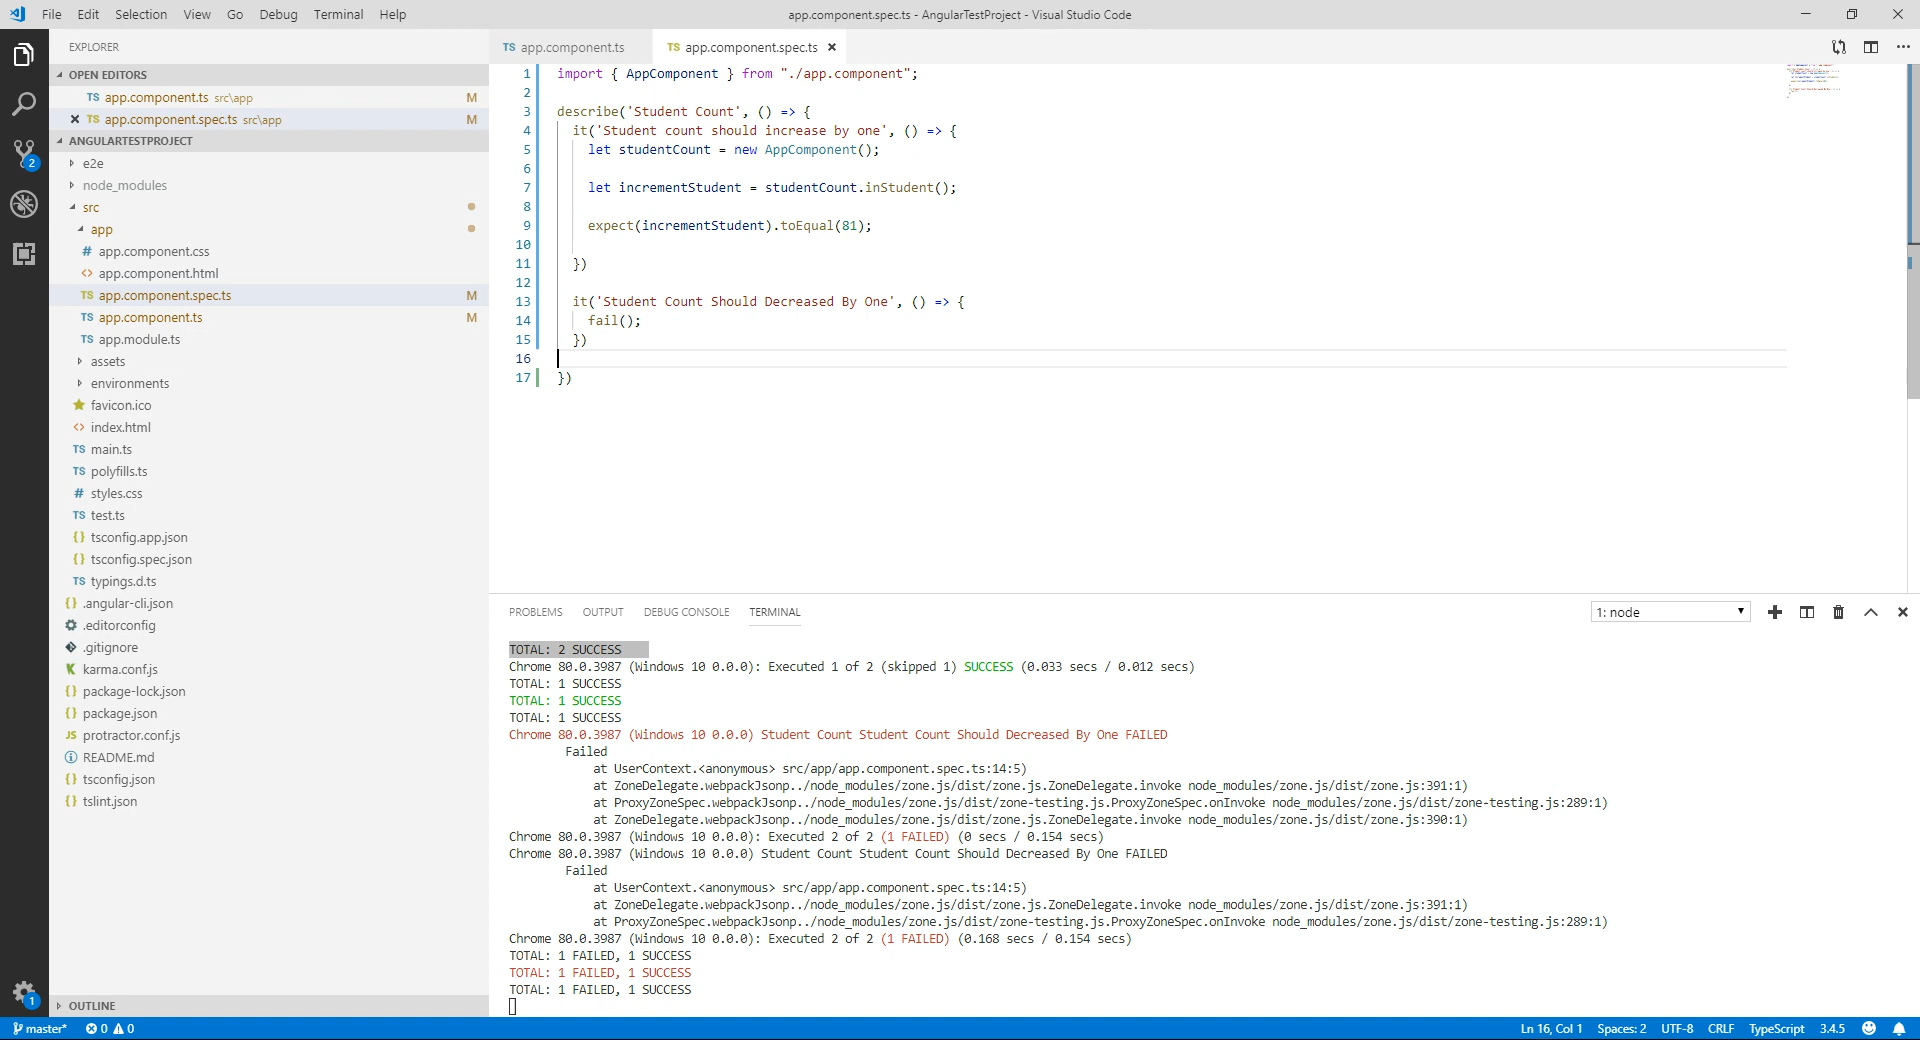 File Edit Selection View Go Debug Terminal Help
app.component.spec.ts - AngularTestProject - Visual Studio Code
EXPLORER
OPEN EDITORS
TS app.component.ts src\app M
TS app.component.spec.ts src\app M
ANGULARTESTPROJECT
e2e
node_modules
src
app
# app.component.css
<> app.component.html
TS app.component.spec.ts M
TS app.component.ts M
TS app.module.ts
assets
environments
favicon.ico
<> index.html
TS main.ts
TS polyfills.ts
# styles.css
TS test.ts
{} tsconfig.app.json
{} tsconfig.spec.json
TS typings.d.ts
{} .angular-cli.json
.editorconfig
.gitignore
karma.conf.js
{} package-lock.json
{} package.json
JS protractor.conf.js
README.md
{} tsconfig.json
{} tslint.json
OUTLINE
2
1
TS app.component.ts
TS app.component.spec.ts
1 import { AppComponent } from "./app.component";
2
3 describe('Student Count', () => {
4 it('Student count should increase by one', () => {
5 let studentCount = new AppComponent();
6
7 let incrementStudent = studentCount.inStudent();
8
9 expect(incrementStudent).toEqual(81);
10
11 })
12
13 it('Student Count Should Decreased By One', () => {
14 fail();
15 })
16
17 })
PROBLEMS OUTPUT DEBUG CONSOLE TERMINAL
1: node
TOTAL: 2 SUCCESS
Chrome 80.0.3987 (Windows 10 0.0.0): Executed 1 of 2 (skipped 1) SUCCESS (0.033 secs / 0.012 secs)
TOTAL: 1 SUCCESS
TOTAL: 1 SUCCESS
TOTAL: 1 SUCCESS
Chrome 80.0.3987 (Windows 10 0.0.0) Student Count Student Count Should Decreased By One FAILED
Failed
at UserContext.<anonymous> src/app/app.component.spec.ts:14:5)
at ZoneDelegate.webpackJsonp../node_modules/zone.js/dist/zone.js.ZoneDelegate.invoke node_modules/zone.js/dist/zone.js:391:1)
at ProxyZoneSpec.webpackJsonp../node_modules/zone.js/dist/zone-testing.js.ProxyZoneSpec.onInvoke node_modules/zone.js/dist/zone-testing.js:289:1)
at ZoneDelegate.webpackJsonp../node_modules/zone.js/dist/zone.js.ZoneDelegate.invoke node_modules/zone.js/dist/zone.js:390:1)
Chrome 80.0.3987 (Windows 10 0.0.0): Executed 2 of 2 (1 FAILED) (0 secs / 0.154 secs)
Chrome 80.0.3987 (Windows 10 0.0.0) Student Count Student Count Should Decreased By One FAILED
Failed
at UserContext.<anonymous> src/app/app.component.spec.ts:14:5)
at ZoneDelegate.webpackJsonp../node_modules/zone.js/dist/zone.js.ZoneDelegate.invoke node_modules/zone.js/dist/zone.js:391:1)
at ProxyZoneSpec.webpackJsonp../node_modules/zone.js/dist/zone-testing.js.ProxyZoneSpec.onInvoke node_modules/zone.js/dist/zone-testing.js:289:1)
Chrome 80.0.3987 (Windows 10 0.0.0): Executed 2 of 2 (1 FAILED) (0.168 secs / 0.154 secs)
TOTAL: 1 FAILED, 1 SUCCESS
TOTAL: 1 FAILED, 1 SUCCESS
TOTAL: 1 FAILED, 1 SUCCESS
master* 0 0 Ln 16, Col 1 Spaces: 2 UTF-8 CRLF TypeScript 3.4.5